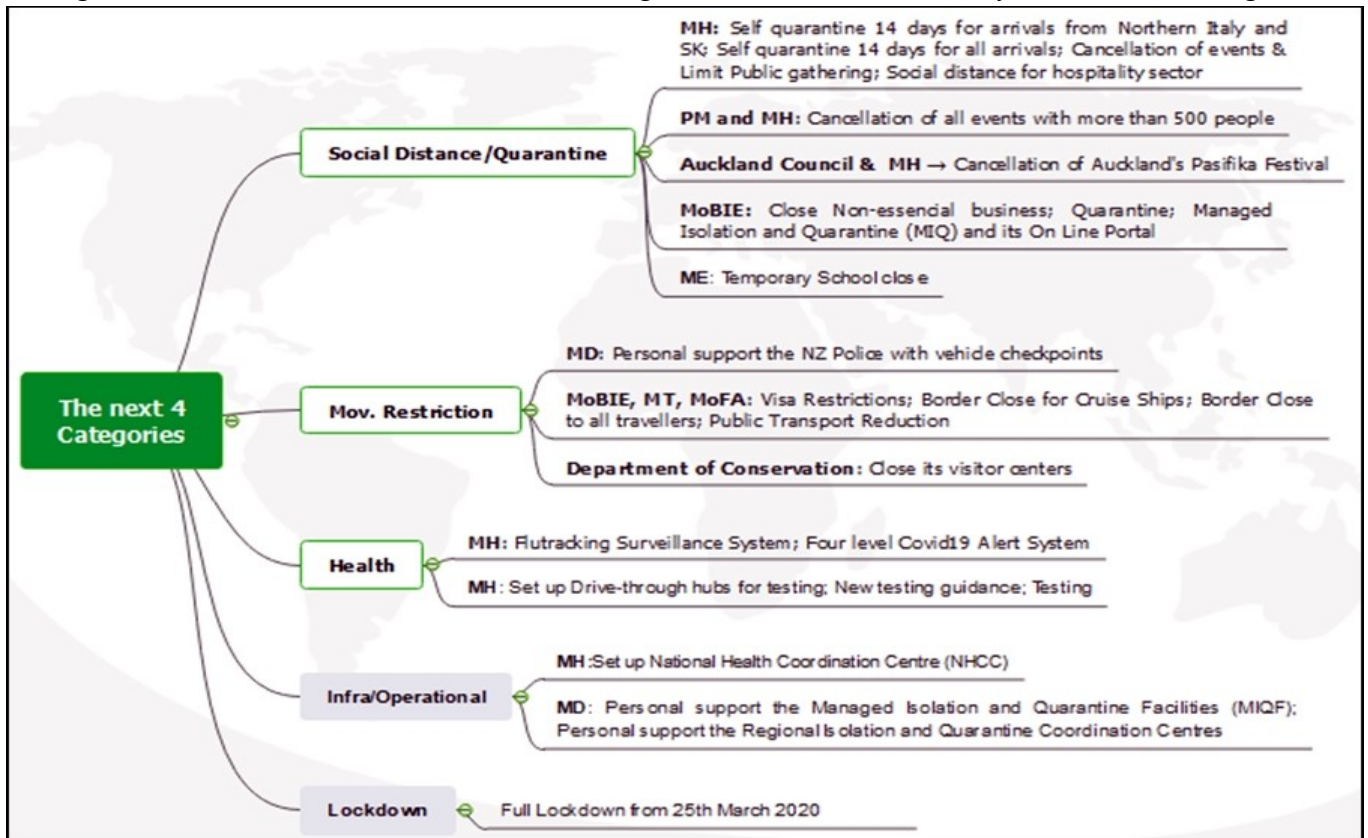 MH: Self quarantine 14 days for arrivals from Northern Italy and
SK; Self quarantine 14 days for all arrivals; Cancellation of events &
Limit Public gathering; Social distance for hospitality sector
PM and MH: Cancellation of all events with more than 500 people
Social Distance/Quarantine
Auckland Council & MH → Cancellation of Auckland's Pasifika Festival
MoBIE: Close Non-essencial business; Quarantine; Managed
Isolation and Quarantine (MIQ) and its On Line Portal
ME: Temporary School close
The next 4
Categories
Mov. Restriction
MD: Personal support the NZ Police with vehicle checkpoints
MoBIE, MT, MoFA: Visa Restrictions; Border Close for Cruise Ships; Border Close
to all travellers; Public Transport Reduction
Department of Conservation: Close its visitor centers
Health
MH: Flutracking Surveillance System; Four level Covid19 Alert System
MH: Set up Drive-through hubs for testing; New testing guidance; Testing
Infra/Operational
MH:Set up National Health Coordination Centre (NHCC)
MD: Personal support the Managed Isolation and Quarantine Facilities (MIQF);
Personal support the Regional Isolation and Quarantine Coordination Centres
Lockdown
Full Lockdown from 25th March 2020